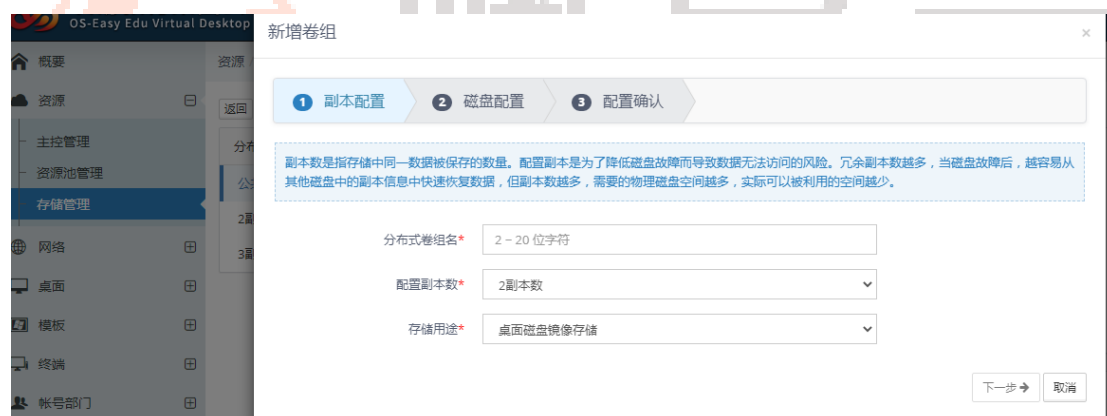 OS-Easy Edu Virtual Desktop
新增卷组
×
概要
资源
资源
返回
主控管理
资源池管理
存储管理
网络
桌面
模板
终端
帐号部门
1 副本配置
2 磁盘配置
3 配置确认
副本数是指存储中同一数据被保存的数量。配置副本是为了降低磁盘故障而导致数据无法访问的风险。冗余副本数越多，当磁盘故障后，越容易从
其他磁盘中的副本信息中快速恢复数据，但副本数越多，需要的物理磁盘空间越多，实际可以被利用的空间越少。
分布式卷组名*
2 ~ 20 位字符
配置副本数*
2副本数
存储用途*
桌面磁盘镜像存储
下一步
取消